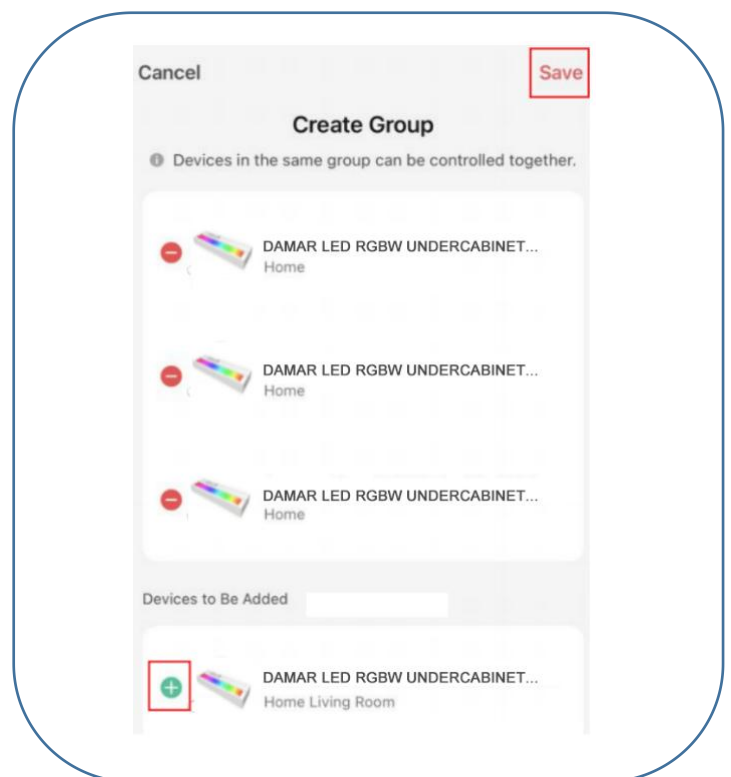 Cancel
Save
Create Group
Devices in the same group can be controlled together.
DAMAR LED RGBW UNDERCABINET...
Home
DAMAR LED RGBW UNDERCABINET...
Home
DAMAR LED RGBW UNDERCABINET...
Home
Devices to Be Added
DAMAR LED RGBW UNDERCABINET...
Home Living Room